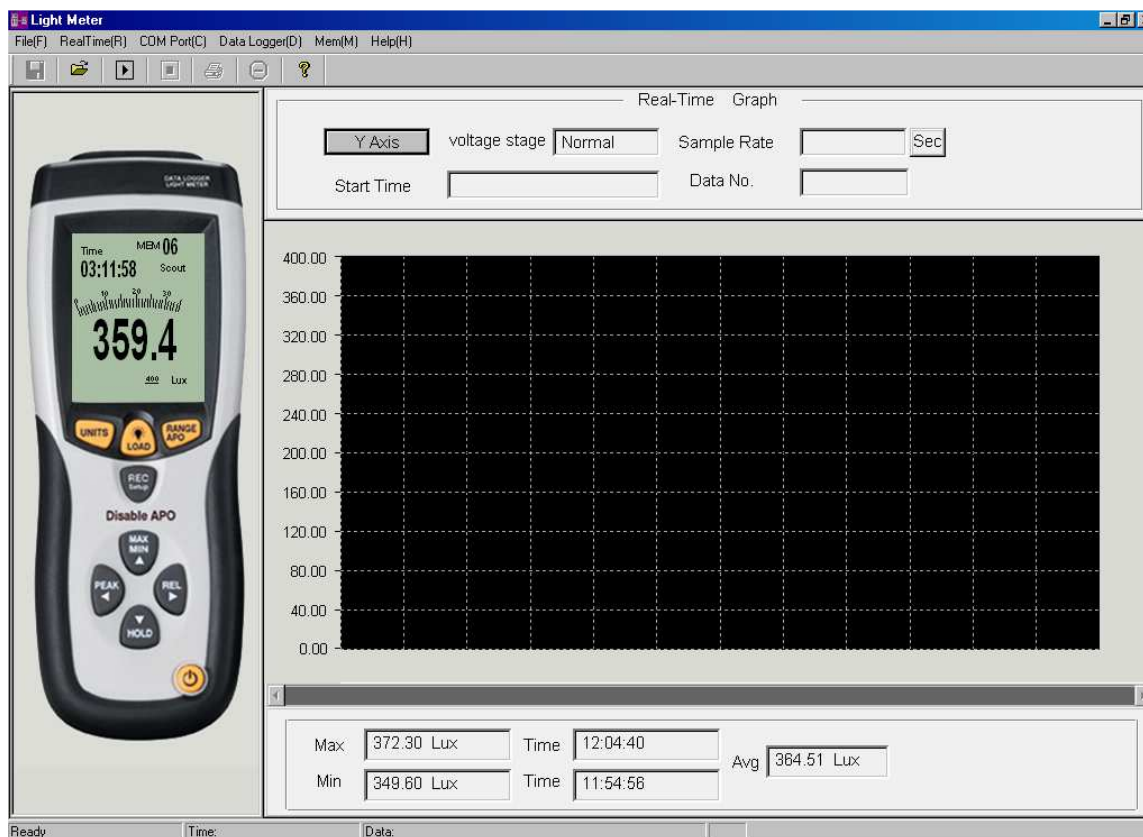 Light Meter
File(F) RealTime(R) COM Port(C) Data Logger(D) Mem(M) Help(H)
DATA LOGGER
LIGHT METER
Time MEM 06
03:11:58 Scout
0 10 20 30
359.4
400 Lux
UNITS
LOAD
RANGE
APO
REC
Setup
Disable APO
MAX
MIN
PEAK
REL
HOLD
Real-Time Graph
Y Axis voltage stage Normal Sample Rate Sec
Start Time Data No.
400.00
360.00
320.00
280.00
240.00
200.00
160.00
120.00
80.00
40.00
0.00
Max 372.30 Lux Time 12:04:40
Avg 364.51 Lux
Min 349.60 Lux Time 11:54:56
Ready Time: Data: